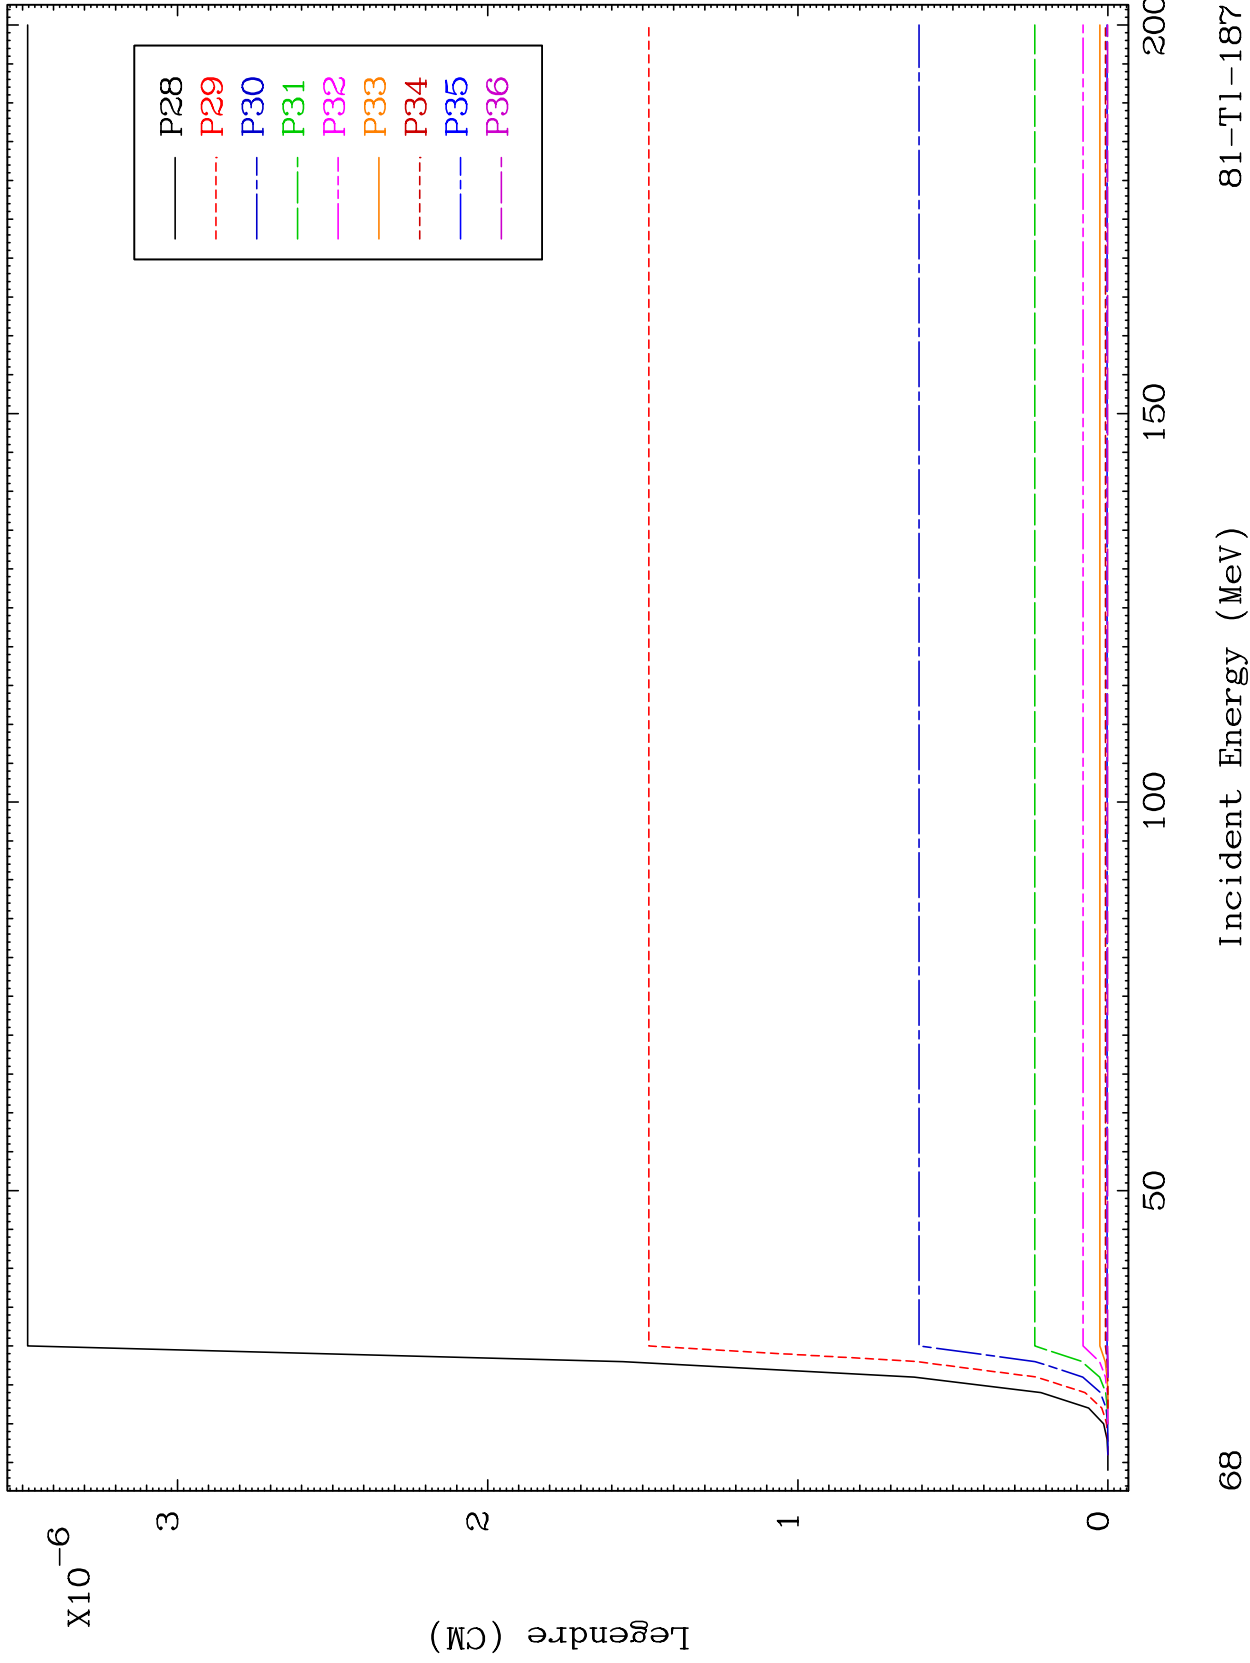 X10-6
3
2
1
0
Legendre (CM)
P28
P29
P30
P31
P32
P33
P34
P35
P36
50
100
150
200
68
Incident Energy (MeV)
81-Tl-187